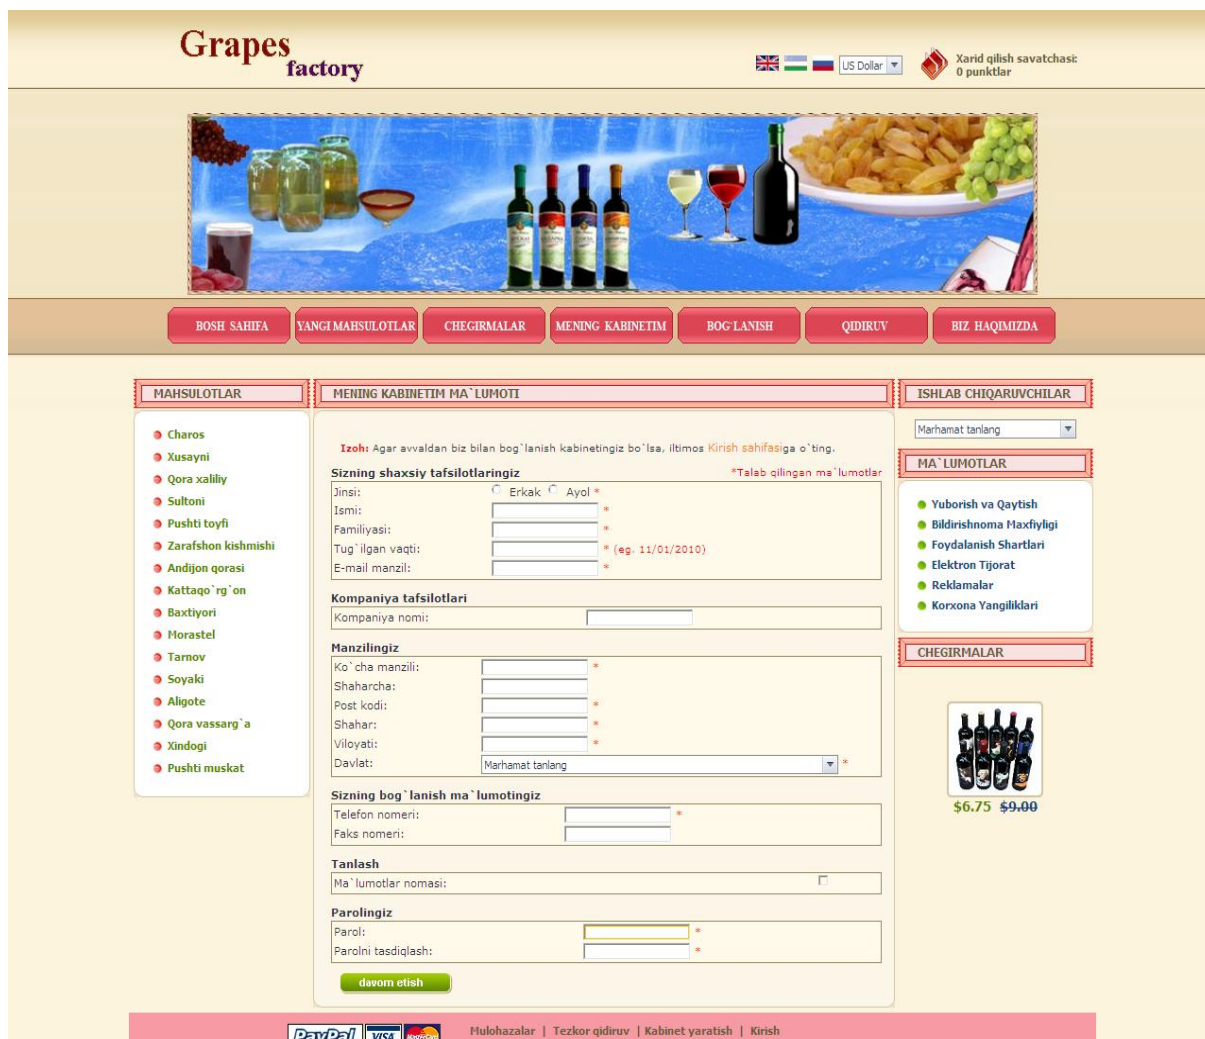 Grapes
factory
US Dollar
Xarid qilish savatchasi:
0 punktlar
BOSH SAHIFA
YANGI MAHSULOTLAR
CHEGIRMALAR
MENING KABINETIM
BOG`LANISH
QIDIRUV
BIZ HAQIMIZDA
MAHSULOTLAR
Charos
Xusayni
Qora xaliliy
Sultoni
Pushti toyfi
Zarafshon kishmishi
Andijon qorasi
Kattaqo`rg`on
Baxtiyori
Morastel
Tarnov
Soyaki
Aligote
Qora vassarg`a
Xindogi
Pushti muskat
MENING KABINETIM MA`LUMOTI
Izoh: Agar avvaldan biz bilan bog`lanish kabinetingiz bo`lsa, iltimos Kirish sahifasiga o`ting.
Sizning shaxsiy tafsilotlaringiz *Talab qilingan ma`lumotlar
Jinsi: Erkak Ayol *
Ismi: *
Familiyasi: *
Tug`ilgan vaqti: * (eg. 11/01/2010)
E-mail manzil: *
Kompaniya tafsilotlari
Kompaniya nomi:
Manzilingiz
Ko`cha manzili: *
Shaharcha:
Post kodi: *
Shahar: *
Viloyati: *
Davlat: Marhamat tanlang *
Sizning bog`lanish ma`lumotingiz
Telefon nomeri: *
Faks nomeri:
Tanlash
Ma`lumotlar nomasi:
Parolingiz
Parol: *
Parolni tasdiqlash: *
davom etish
ISHLAB CHIQARUVCHILAR
Marhamat tanlang
MA`LUMOTLAR
Yuborish va Qaytish
Bildirishnoma Maxfiyligi
Foydalanish Shartlari
Elektron Tijorat
Reklamalar
Korxona Yangiliklari
CHEGIRMALAR
$6.75 $9.00
PayPal VISA
Mulohazalar | Tezkor qidiruv | Kabinet yaratish | Kirish